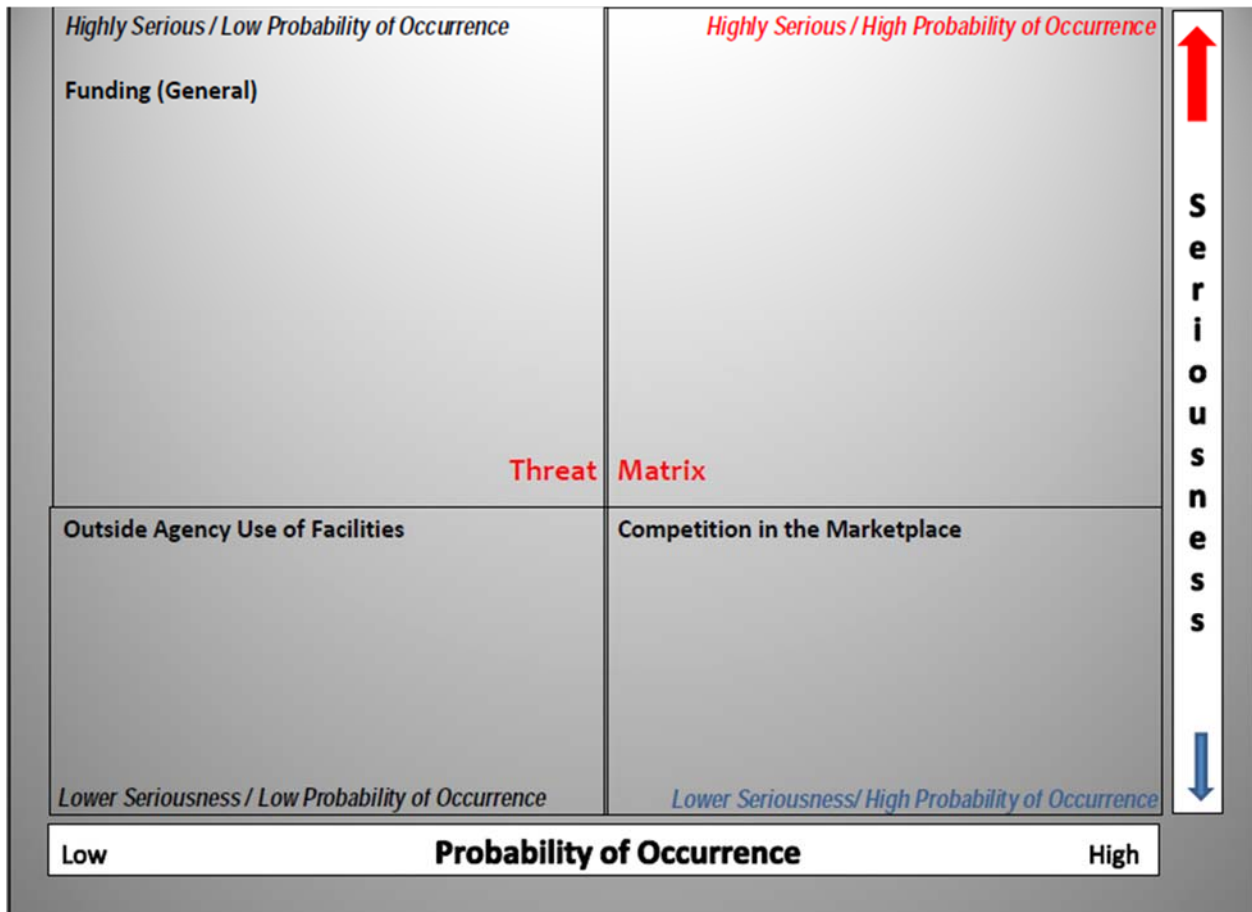 Highly Serious / Low Probability of Occurrence
Highly Serious / High Probability of Occurrence
Funding (General)
Threat Matrix
Outside Agency Use of Facilities
Competition in the Marketplace
Lower Seriousness / Low Probability of Occurrence
Lower Seriousness/ High Probability of Occurrence
Low Probability of Occurrence High
Seriousness